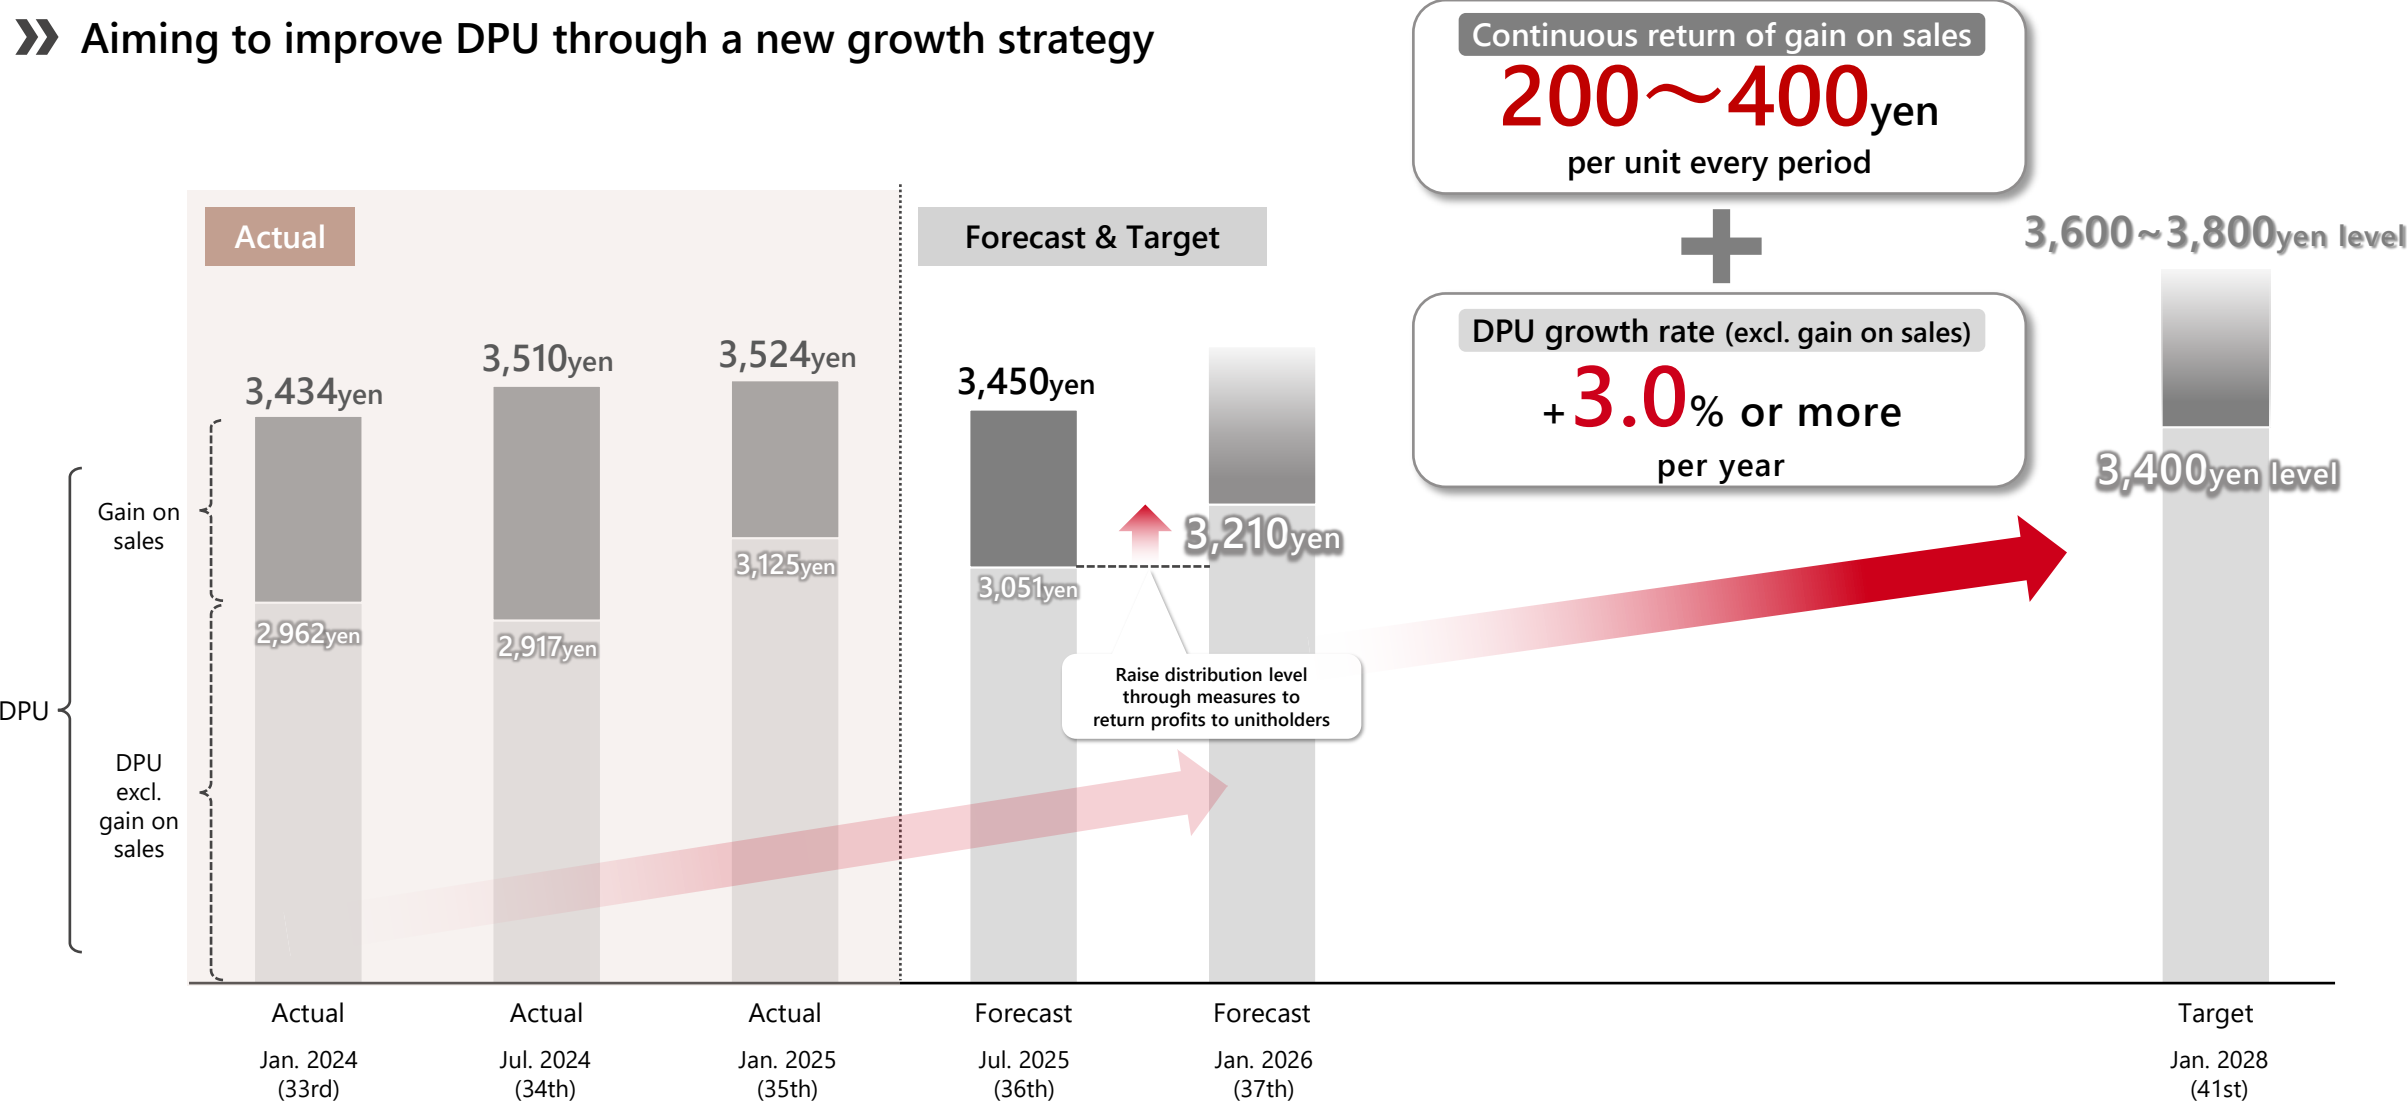 Aiming to improve DPU through a new growth strategy
Continuous return of gain on sales
200～400yen
per unit every period
+
DPU growth rate (excl. gain on sales)
+3.0% or more
per year
Actual
Forecast & Target
3,600~3,800yen level
3,434yen
3,510yen
3,524yen
3,450yen
3,400yen level
Gain on
sales
3,210yen
3,125yen
3,051yen
2,962yen
2,917yen
Raise distribution level
through measures to
return profits to unitholders
DPU
DPU
excl.
gain on
sales
Actual
Jan. 2024
(33rd)
Actual
Jul. 2024
(34th)
Actual
Jan. 2025
(35th)
Forecast
Jul. 2025
(36th)
Forecast
Jan. 2026
(37th)
Target
Jan. 2028
(41st)